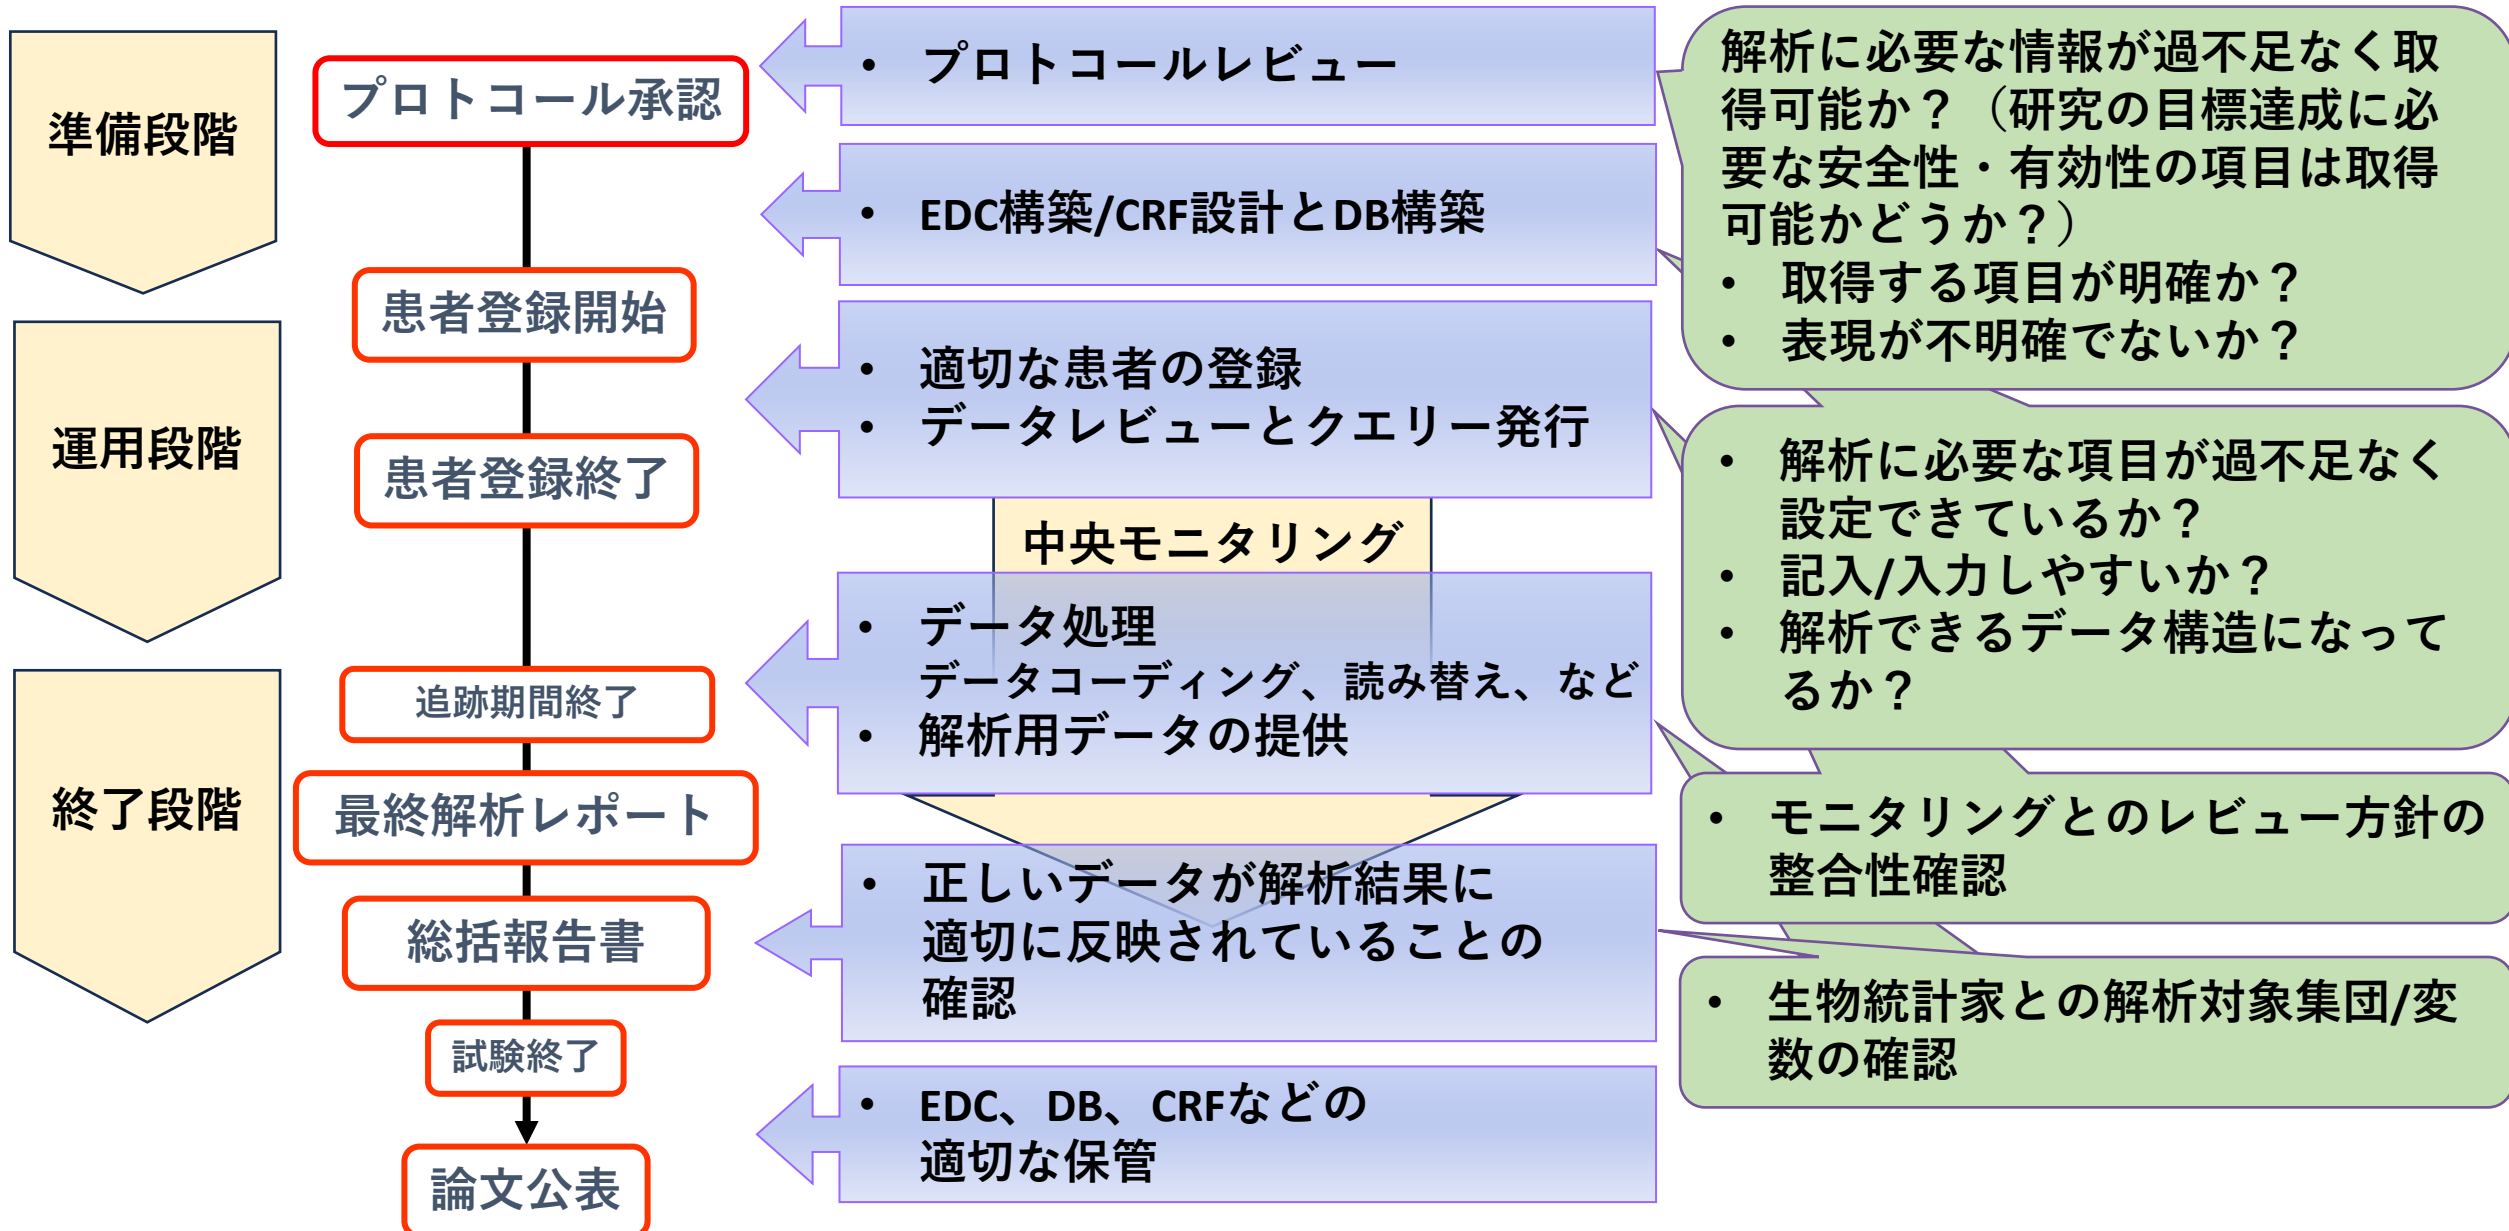 準備段階
運用段階
終了段階
プロトコール承認
患者登録開始
患者登録終了
追跡期間終了
最終解析レポート
総括報告書
試験終了
論文公表
• プロトコールレビュー
• EDC構築/CRF設計とDB構築
• 適切な患者の登録
• データレビューとクエリー発行
中央モニタリング
• データ処理
データコーディング、読み替え、など
• 解析用データの提供
• 正しいデータが解析結果に
適切に反映されていることの
確認
• EDC、DB、CRFなどの
適切な保管
解析に必要な情報が過不足なく取
得可能か？（研究の目標達成に必
要な安全性・有効性の項目は取得
可能かどうか？）
• 取得する項目が明確か？
• 表現が不明確でないか？
• 解析に必要な項目が過不足なく
設定できているか？
• 記入/入力しやすいか？
• 解析できるデータ構造になって
るか？
• モニタリングとのレビュー方針の
整合性確認
• 生物統計家との解析対象集団/変
数の確認